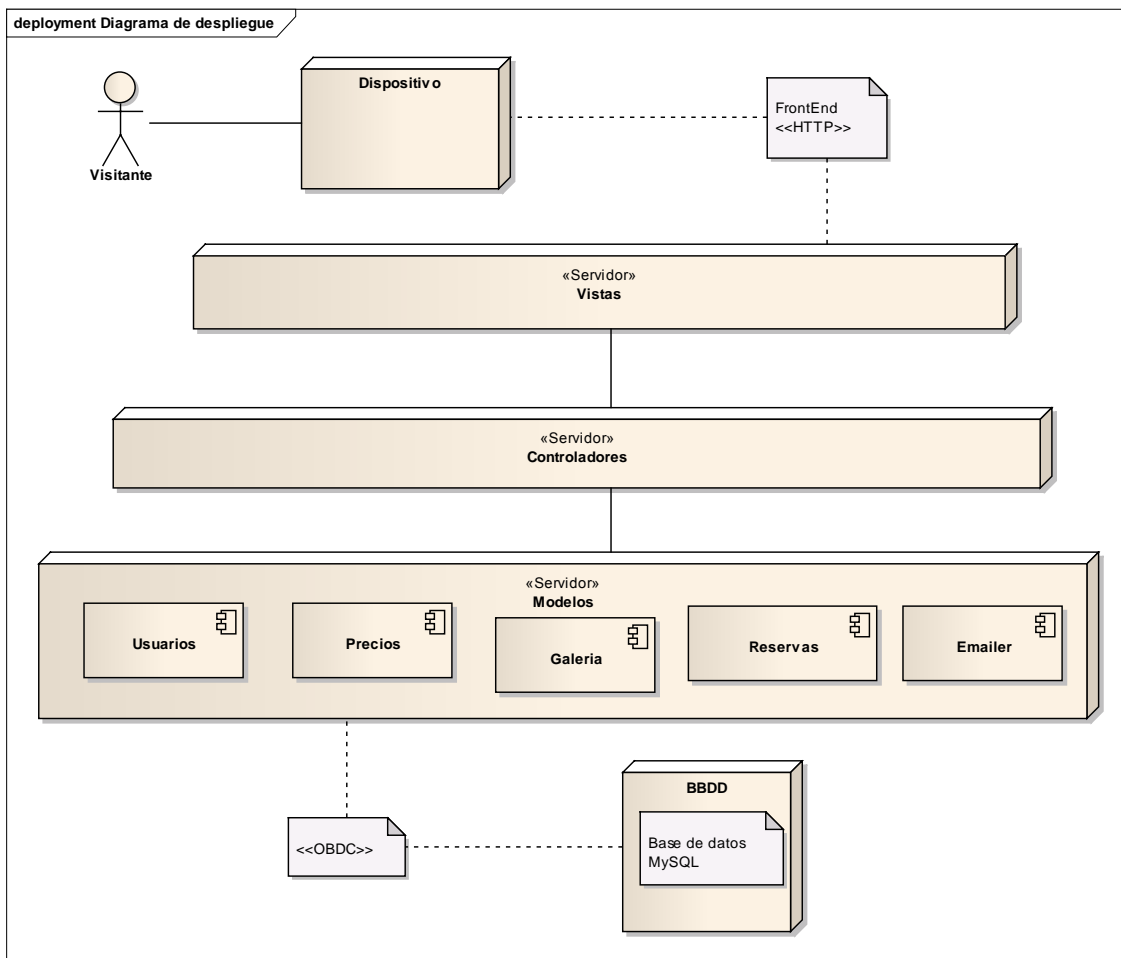 deployment Diagrama de despliegue
Dispositivo
FrontEnd
<<HTTP>>
Visitante
«Servidor»
Vistas
«Servidor»
Controladores
«Servidor»
Modelos
Usuarios
Precios
Galeria
Reservas
Emailer
BBDD
Base de datos
MySQL
<<OBDC>>